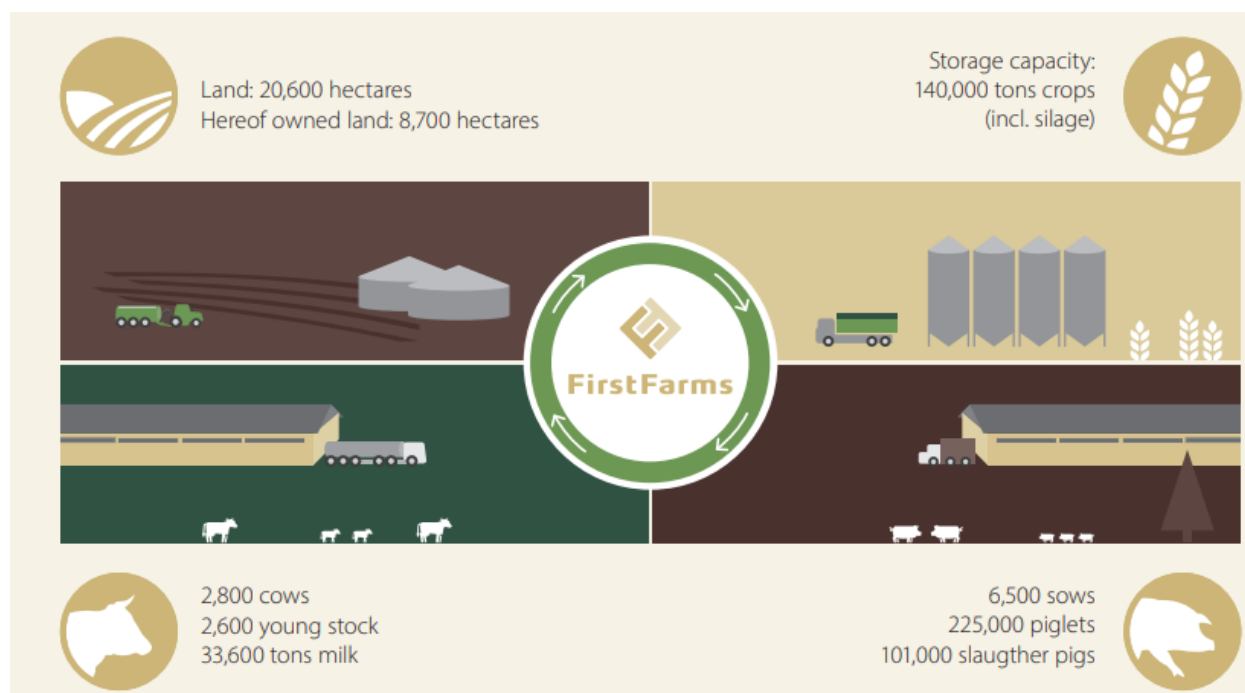 Land: 20,600 hectares
Hereof owned land: 8,700 hectares
Storage capacity:
140,000 tons crops
(incl. silage)
FirstFarms
2,800 cows
2,600 young stock
33,600 tons milk
6,500 sows
225,000 piglets
101,000 slaugther pigs